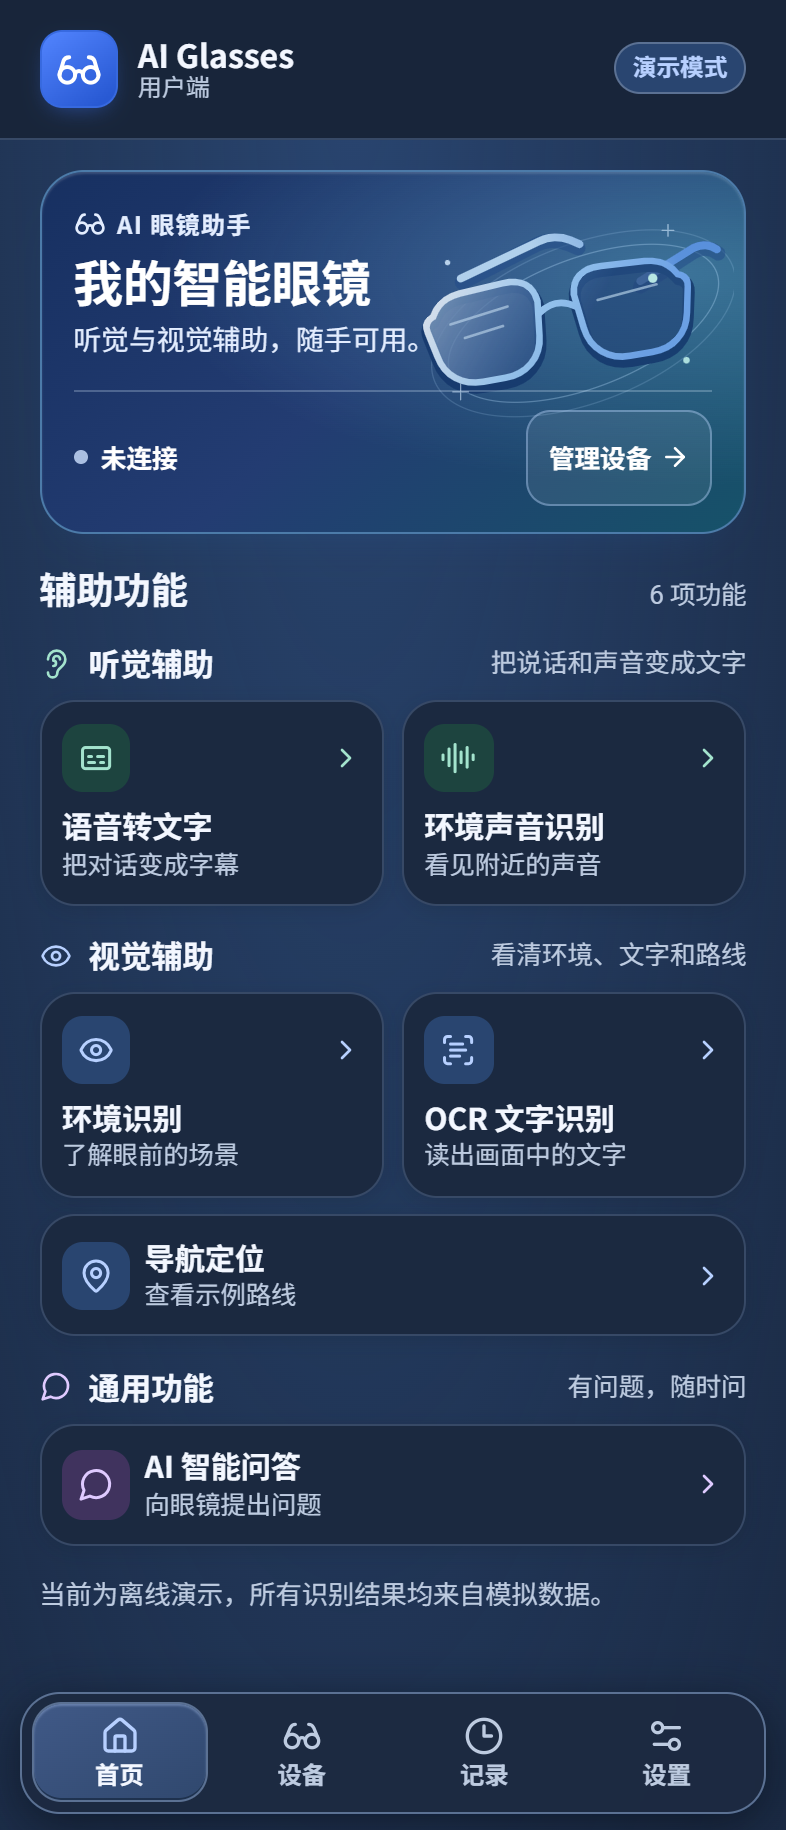 AI Glasses
用户端
演示模式
AI 眼镜助手
我的智能眼镜
听觉与视觉辅助，随手可用。
未连接
管理设备
辅助功能
6 项功能
听觉辅助
把说话和声音变成文字
语音转文字
把对话变成字幕
环境声音识别
看见附近的声音
视觉辅助
看清环境、文字和路线
环境识别
了解眼前的场景
OCR 文字识别
读出画面中的文字
导航定位
查看示例路线
通用功能
有问题，随时问
AI 智能问答
向眼镜提出问题
当前为离线演示，所有识别结果均来自模拟数据。
首页
设备
记录
设置